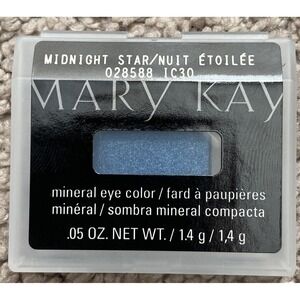 MIDNIGHT STAR/NUIT ÉTOILÉE
028588 IC30
MARY KAY
mineral eye color / fard à paupières
minéral / sombra mineral compacta
.05 OZ. NET WT. / 1.4 g / 1,4 g